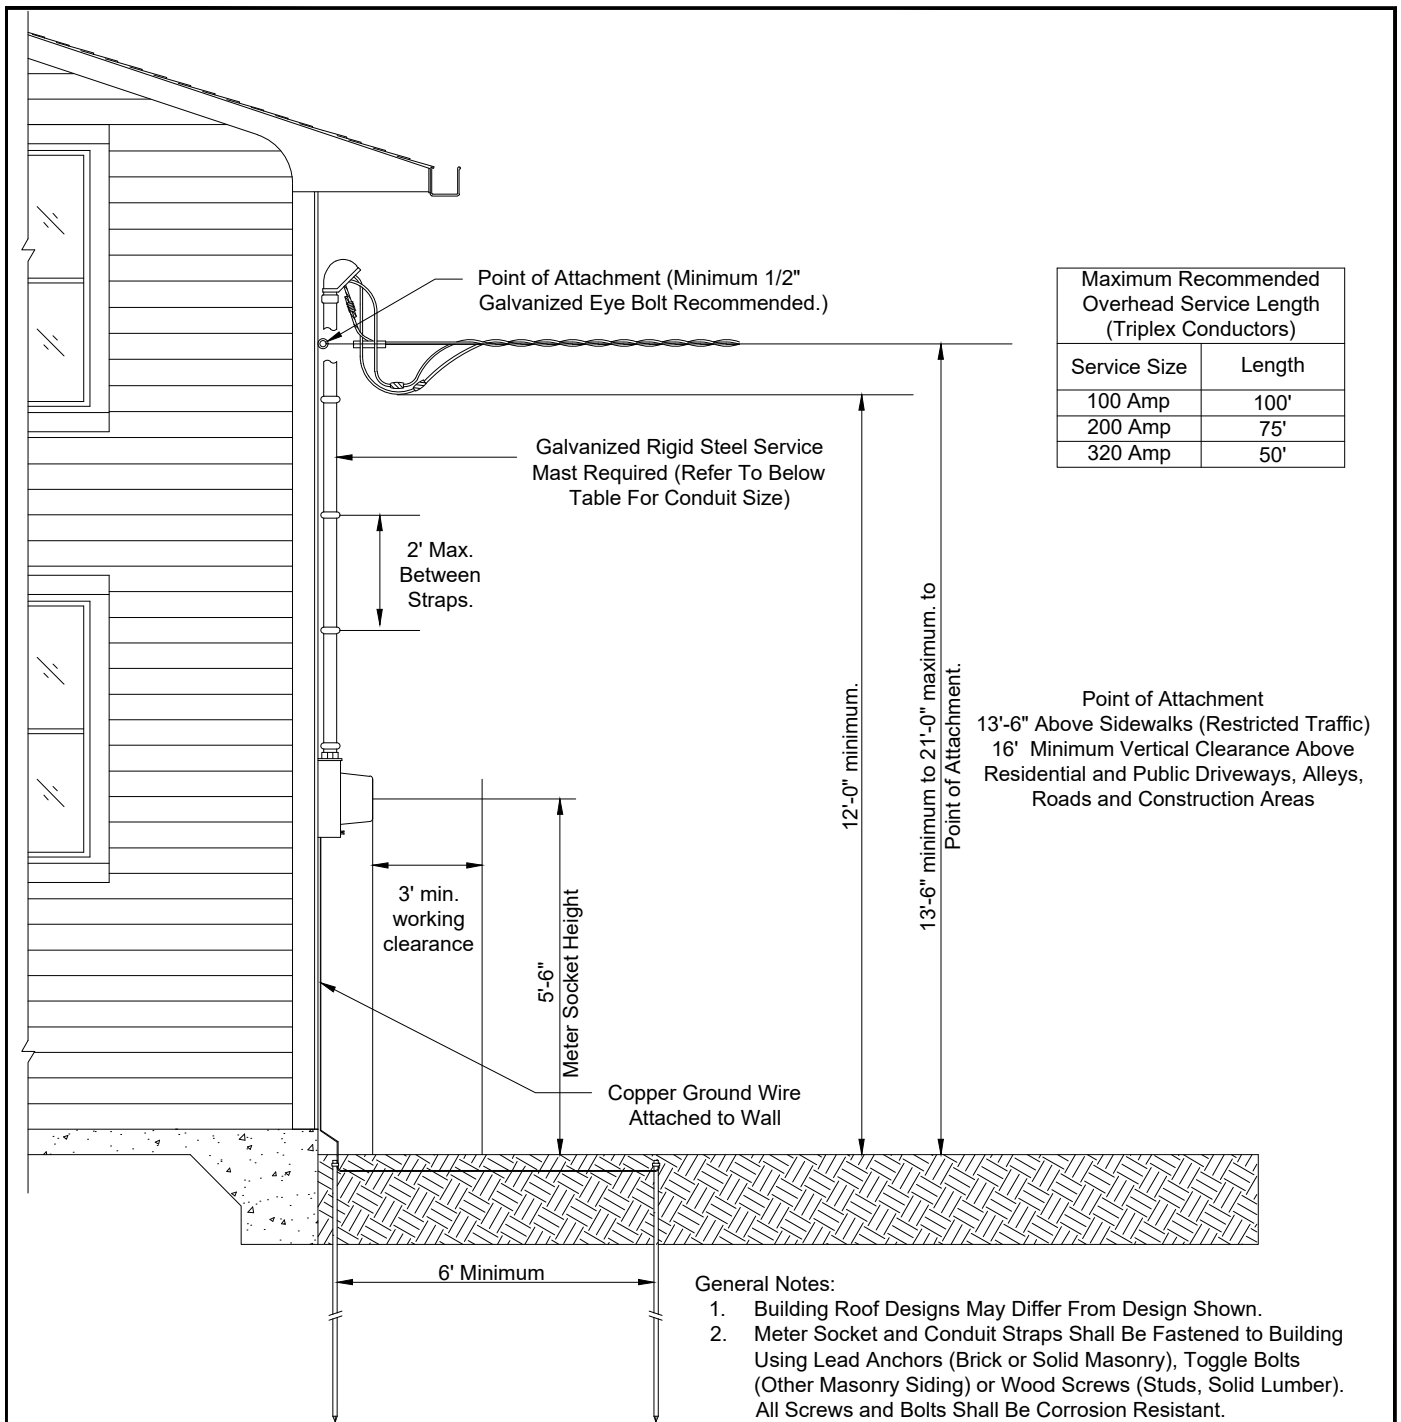 Point of Attachment (Minimum 1/2"
Galvanized Eye Bolt Recommended.)
Maximum Recommended
Overhead Service Length
(Triplex Conductors)
Service Size Length
100 Amp 100'
200 Amp 75'
320 Amp 50'
Galvanized Rigid Steel Service
Mast Required (Refer To Below
Table For Conduit Size)
2' Max.
Between
Straps.
12'-0" minimum.
13'-6" minimum to 21'-0" maximum. to
Point of Attachment.
Point of Attachment
13'-6" Above Sidewalks (Restricted Traffic)
16' Minimum Vertical Clearance Above
Residential and Public Driveways, Alleys,
Roads and Construction Areas
3' min.
working
clearance
5'-6"
Meter Socket Height
Copper Ground Wire
Attached to Wall
6' Minimum
General Notes:
1. Building Roof Designs May Differ From Design Shown.
2. Meter Socket and Conduit Straps Shall Be Fastened to Building
Using Lead Anchors (Brick or Solid Masonry), Toggle Bolts
(Other Masonry Siding) or Wood Screws (Studs, Solid Lumber).
All Screws and Bolts Shall Be Corrosion Resistant.